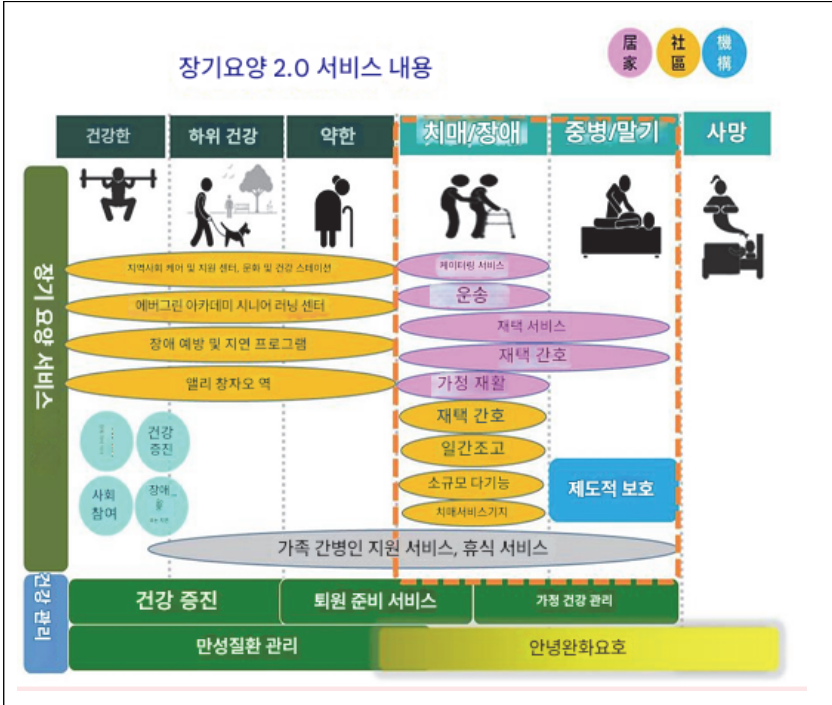 장기요양 2.0 서비스 내용
居家
社區
機構
건강한
하위 건강
약한
치매/장애
중병/말기
사망
장기 요양 서비스
지역사회 케어 및 지원 센터, 문화 및 건강 스테이션
케이터링 서비스
에버그린 아카데미 시니어 러닝 센터
운송
재택 서비스
장애 예방 및 지연 프로그램
재택 간호
앨리 창자오 역
가정 재활
재택 간호
건강
증진
일간조고
사회
참여
장애
소규모 다기능
제도적 보호
치매서비스기지
가족 간병인 지원 서비스, 휴식 서비스
건강 관리
건강 증진
퇴원 준비 서비스
가정 건강 관리
만성질환 관리
안녕완화요호